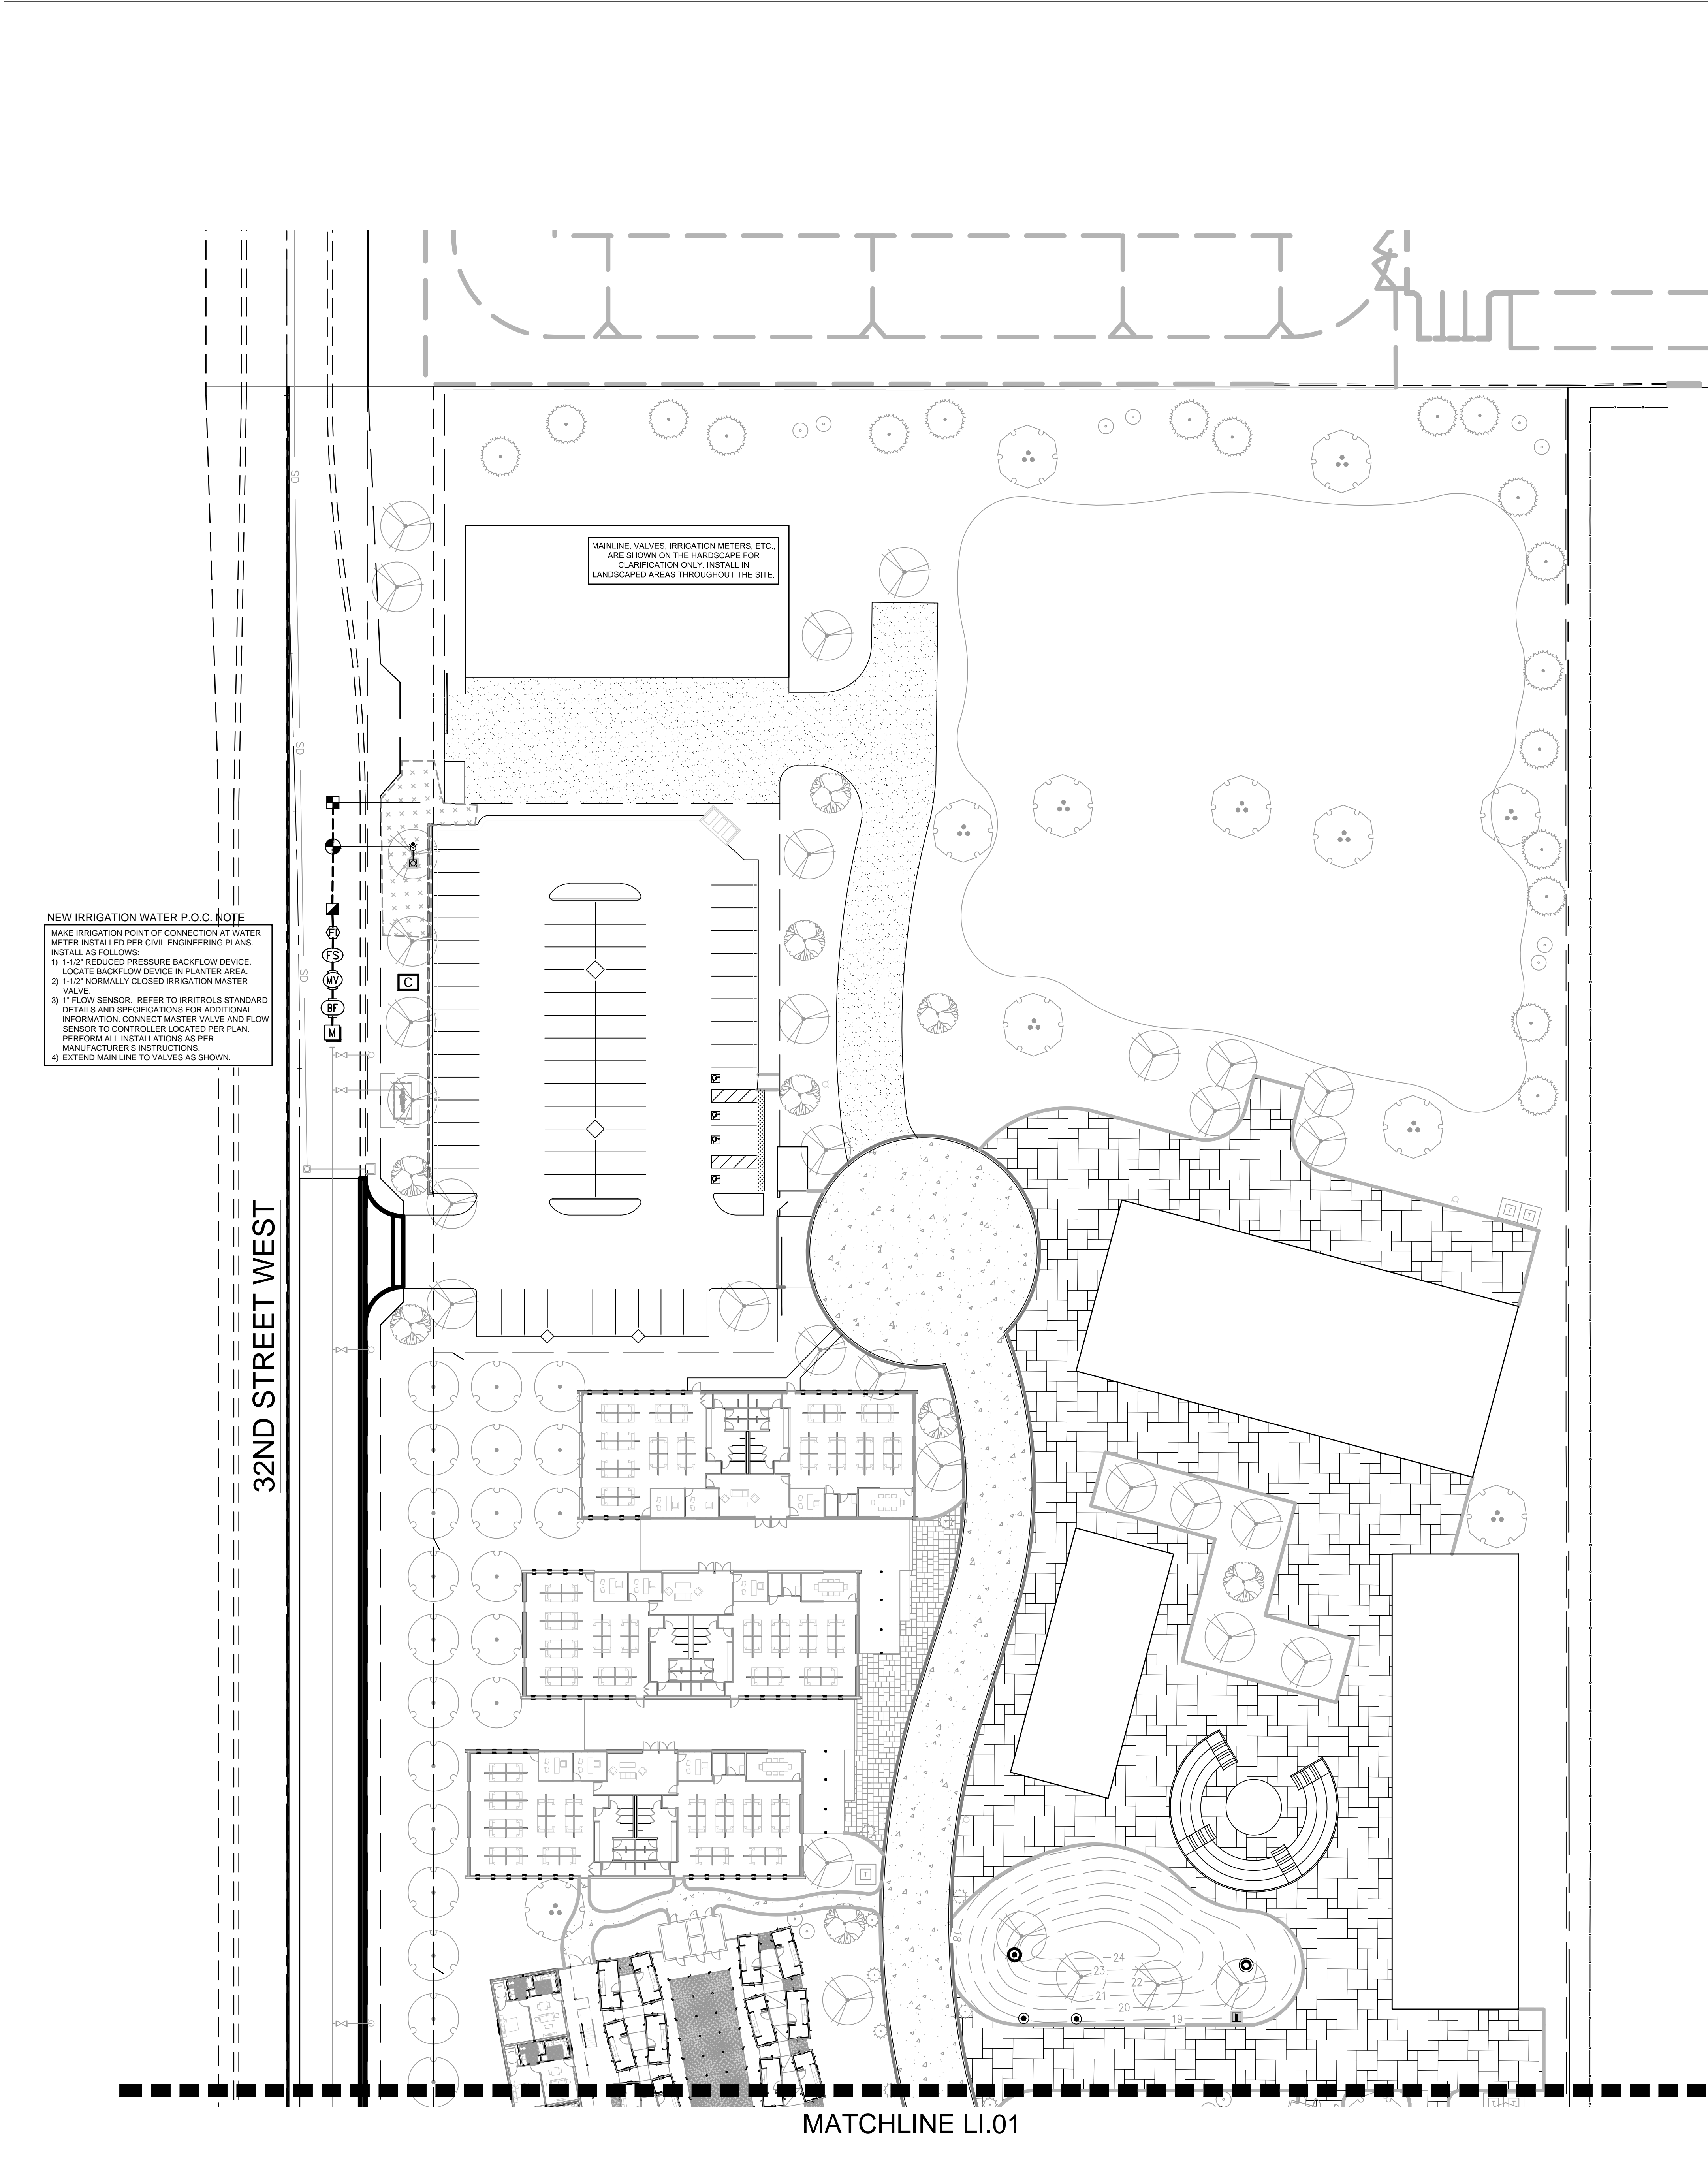 SD
MAINLINE, VALVES, IRRIGATION METERS, ETC.,
ARE SHOWN ON THE HARDSCAPE FOR
CLARIFICATION ONLY, INSTALL IN
LANDSCAPED AREAS THROUGHOUT THE SITE.
SD
NEW IRRIGATION WATER P.O.C. NOTE
MAKE IRRIGATION POINT OF CONNECTION AT WATER
METER INSTALLED PER CIVIL ENGINEERING PLANS.
INSTALL AS FOLLOWS:
1) 1-1/2" REDUCED PRESSURE BACKFLOW DEVICE.
LOCATE BACKFLOW DEVICE IN PLANTER AREA.
2) 1-1/2" NORMALLY CLOSED IRRIGATION MASTER
VALVE.
3) 1" FLOW SENSOR. REFER TO IRRITROLS STANDARD
DETAILS AND SPECIFICATIONS FOR ADDITIONAL
INFORMATION. CONNECT MASTER VALVE AND FLOW
SENSOR TO CONTROLLER LOCATED PER PLAN.
PERFORM ALL INSTALLATIONS AS PER
MANUFACTURER'S INSTRUCTIONS.
4) EXTEND MAIN LINE TO VALVES AS SHOWN.
FI
FS
MV
BF
M
SD
C
T
T
32ND STREET WEST
T
18
24
23
22
21
20
19
MATCHLINE LI.01